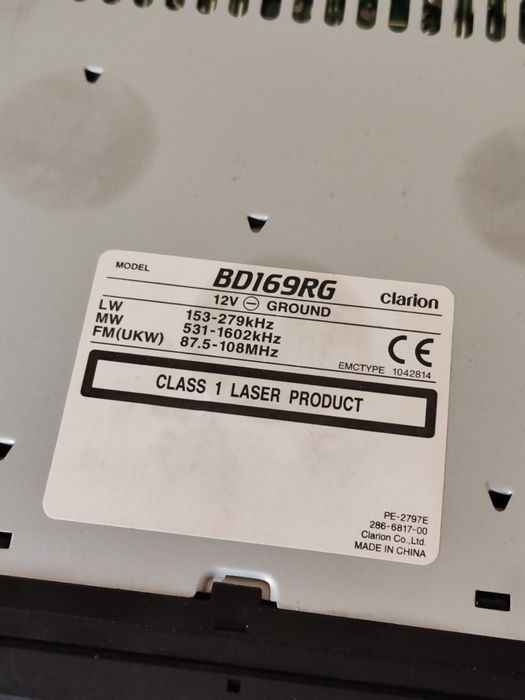 MODEL BD169RG Clarion
12V ⊖ GROUND
LW 153-279kHz
MW 531-1602kHz
FM(UKW) 87.5-108MHz
CE
EMCTYPE 1042814
CLASS 1 LASER PRODUCT
PE-2797E
286-6817-00
Clarion Co.,Ltd.
MADE IN CHINA